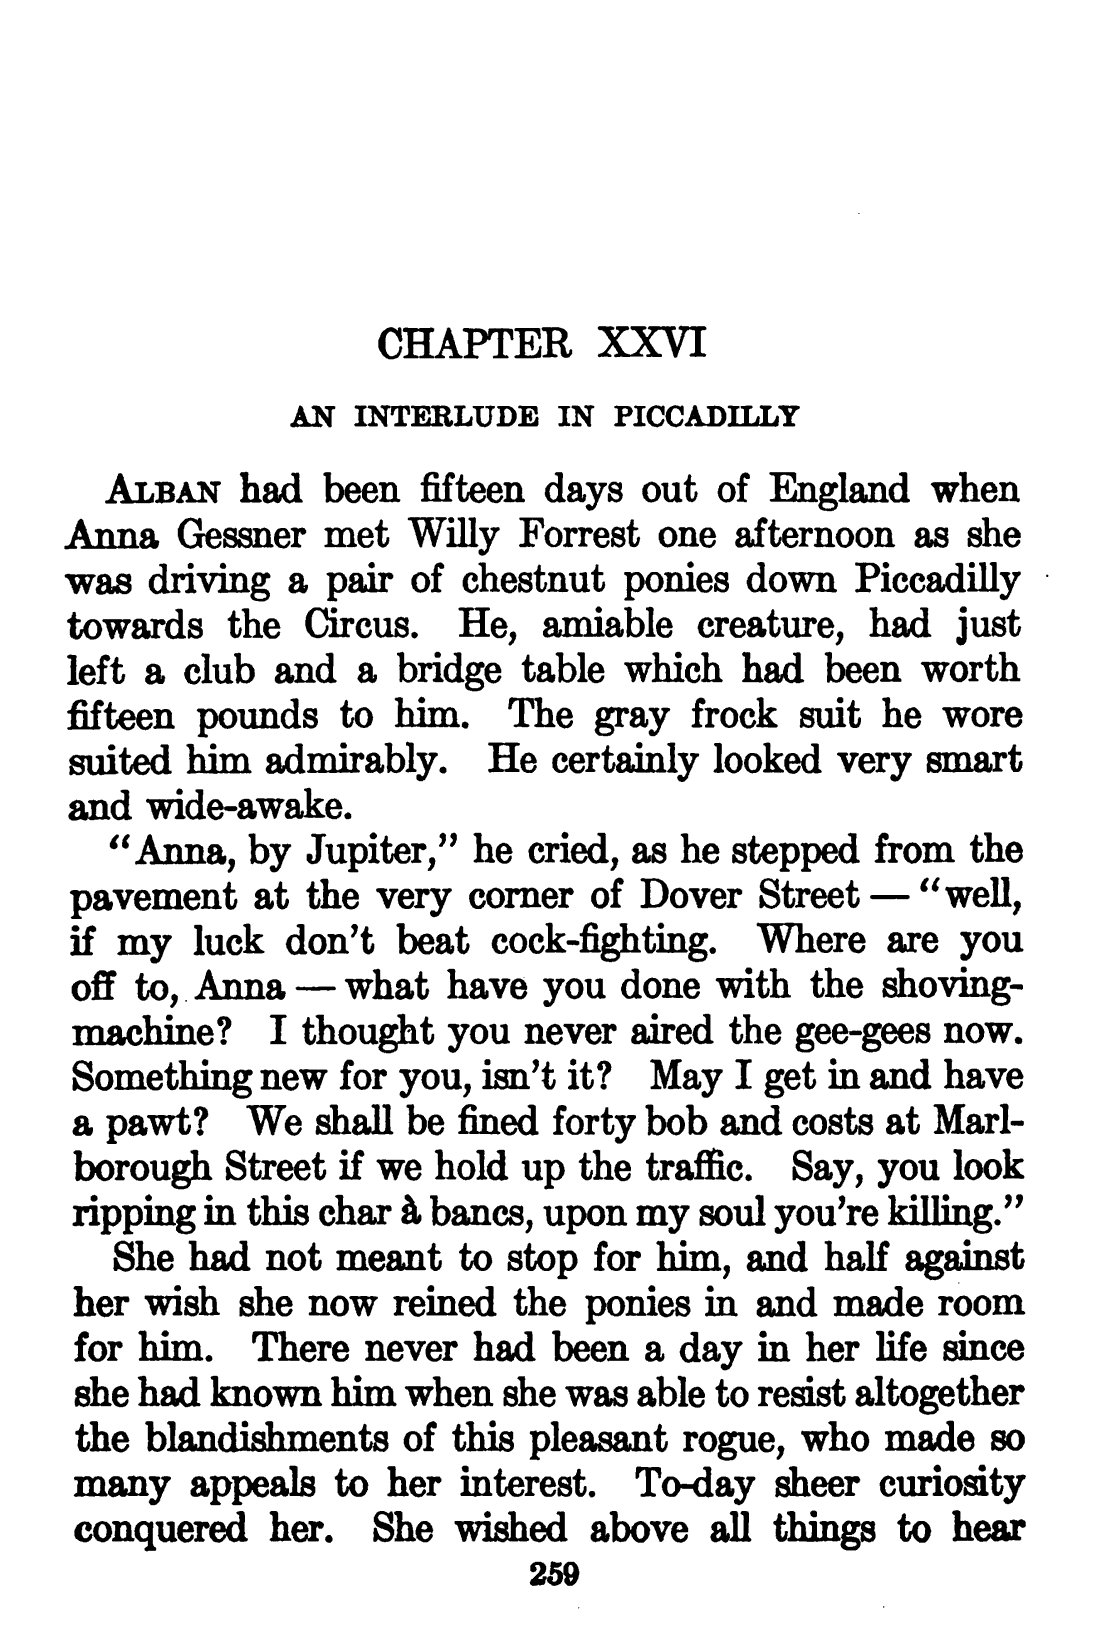 CHAPTER XXVI
AN INTERLUDE IN PICCADILLY
ALBAN had been fifteen days out of England when
Anna Gessner met Willy Forrest one afternoon as she
was driving a pair of chestnut ponies down Piccadilly
towards the Circus. He, amiable creature, had just
left a club and a bridge table which had been worth
fifteen pounds to him. The gray frock suit he wore
suited him admirably. He certainly looked very smart
and wide-awake.
“Anna, by Jupiter,” he cried, as he stepped from the
pavement at the very corner of Dover Street — “well,
if my luck don’t beat cock-fighting. Where are you
off to, Anna — what have you done with the shoving-
machine? I thought you never aired the gee-gees now.
Something new for you, isn’t it? May I get in and have
a pawt? We shall be fined forty bob and costs at Marl-
borough Street if we hold up the traffic. Say, you look
ripping in this char à bancs, upon my soul you’re killing.”
She had not meant to stop for him, and half against
her wish she now reined the ponies in and made room
for him. There never had been a day in her life since
she had known him when she was able to resist altogether
the blandishments of this pleasant rogue, who made so
many appeals to her interest. To-day sheer curiosity
conquered her. She wished above all things to hear
259